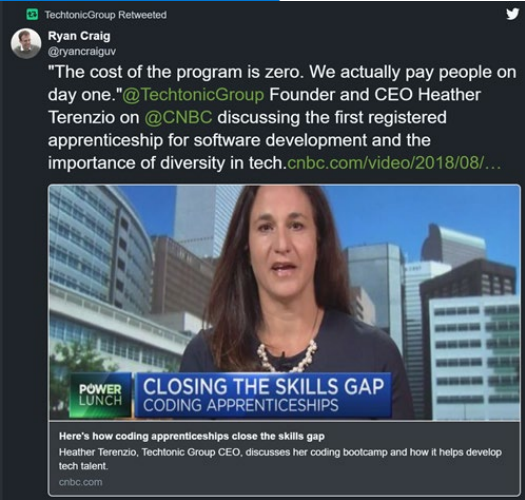 TechtonicGroup Retweeted
Ryan Craig
@ryancraiguv
"The cost of the program is zero. We actually pay people on
day one."@TechtonicGroup Founder and CEO Heather
Terenzio on @CNBC discussing the first registered
apprenticeship for software development and the
importance of diversity in tech.cnbc.com/video/2018/08/…
POWER
LUNCH
CLOSING THE SKILLS GAP
CODING APPRENTICESHIPS
Here's how coding apprenticeships close the skills gap
Heather Terenzio, Techtonic Group CEO, discusses her coding bootcamp and how it helps develop
tech talent.
cnbc.com